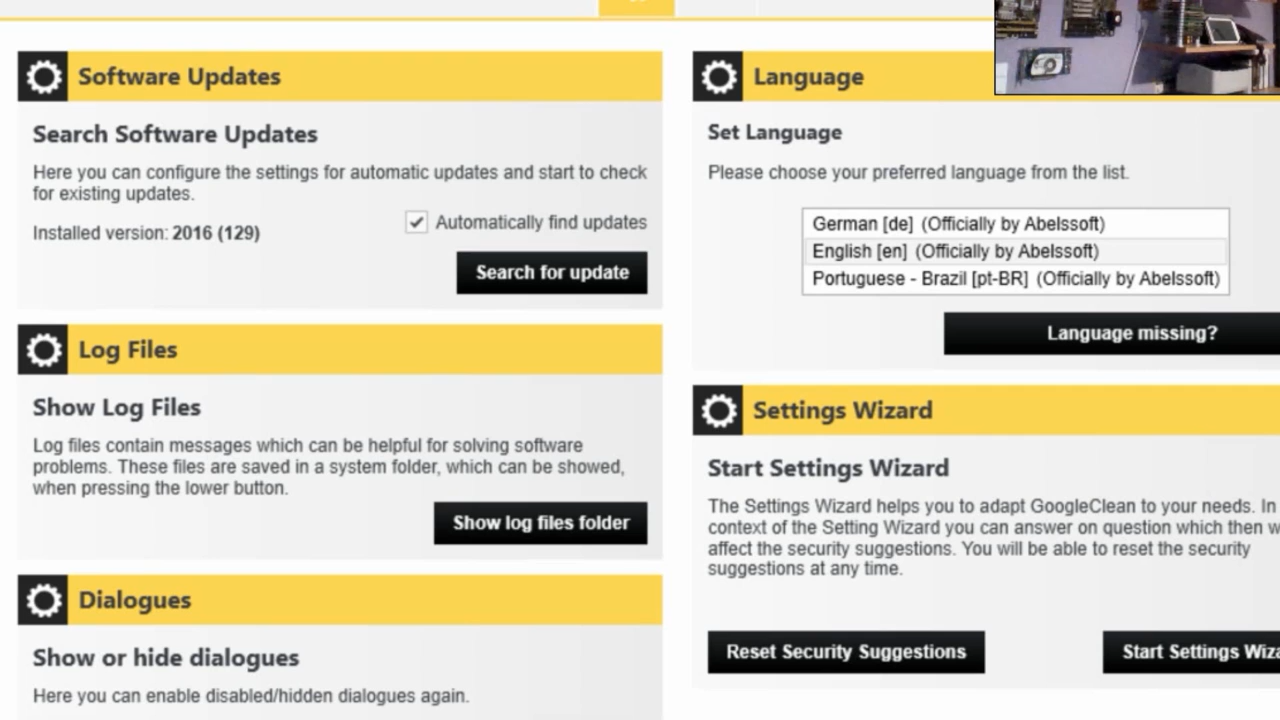 Software Updates
Search Software Updates
Here you can configure the settings for automatic updates and start to check
for existing updates.
Installed version: 2016 (129)
Automatically find updates
Search for update
Log Files
Show Log Files
Log files contain messages which can be helpful for solving software
problems. These files are saved in a system folder, which can be showed,
when pressing the lower button.
Show log files folder
Dialogues
Show or hide dialogues
Here you can enable disabled/hidden dialogues again.
Language
Set Language
Please choose your preferred language from the list.
German [de] (Officially by Abelssoft)
English [en] (Officially by Abelssoft)
Portuguese - Brazil [pt-BR] (Officially by Abelssoft)
Language missing?
Settings Wizard
Start Settings Wizard
The Settings Wizard helps you to adapt GoogleClean to your needs. In
context of the Setting Wizard you can answer on question which then w
affect the security suggestions. You will be able to reset the security
suggestions at any time.
Reset Security Suggestions
Start Settings Wiza